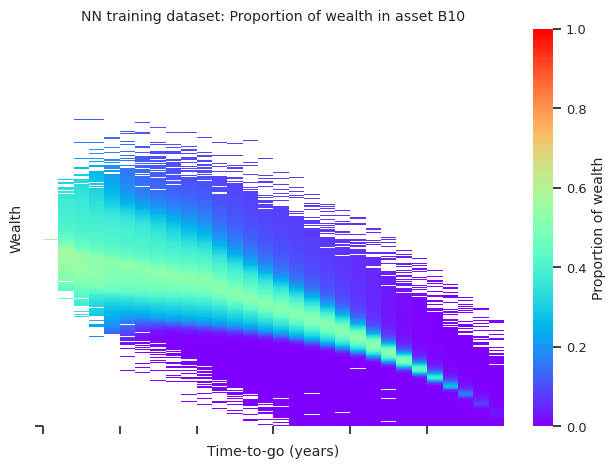 NN training dataset: Proportion of wealth in asset B10
Wealth
Time-to-go (years)
1.0
0.8
0.6
0.4
0.2
0.0
Proportion of wealth